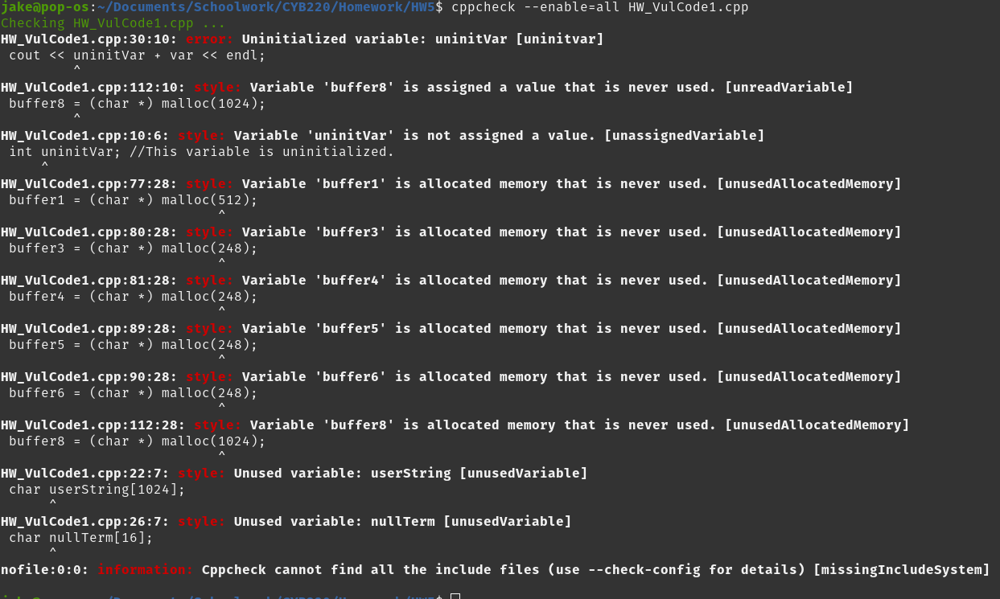 jake@pop-os:~/Documents/Schoolwork/CYB220/Homework/HW5$ cppcheck --enable=all HW_VulCode1.cpp
Checking HW_VulCode1.cpp ...
HW_VulCode1.cpp:30:10: error: Uninitialized variable: uninitVar [uninitvar]
 cout << uninitVar + var << endl;
         ^
HW_VulCode1.cpp:112:10: style: Variable 'buffer8' is assigned a value that is never used. [unreadVariable]
 buffer8 = (char *) malloc(1024);
         ^
HW_VulCode1.cpp:10:6: style: Variable 'uninitVar' is not assigned a value. [unassignedVariable]
 int uninitVar; //This variable is uninitialized.
     ^
HW_VulCode1.cpp:77:28: style: Variable 'buffer1' is allocated memory that is never used. [unusedAllocatedMemory]
 buffer1 = (char *) malloc(512);
                           ^
HW_VulCode1.cpp:80:28: style: Variable 'buffer3' is allocated memory that is never used. [unusedAllocatedMemory]
 buffer3 = (char *) malloc(248);
                           ^
HW_VulCode1.cpp:81:28: style: Variable 'buffer4' is allocated memory that is never used. [unusedAllocatedMemory]
 buffer4 = (char *) malloc(248);
                           ^
HW_VulCode1.cpp:89:28: style: Variable 'buffer5' is allocated memory that is never used. [unusedAllocatedMemory]
 buffer5 = (char *) malloc(248);
                           ^
HW_VulCode1.cpp:90:28: style: Variable 'buffer6' is allocated memory that is never used. [unusedAllocatedMemory]
 buffer6 = (char *) malloc(248);
                           ^
HW_VulCode1.cpp:112:28: style: Variable 'buffer8' is allocated memory that is never used. [unusedAllocatedMemory]
 buffer8 = (char *) malloc(1024);
                           ^
HW_VulCode1.cpp:22:7: style: Unused variable: userString [unusedVariable]
 char userString[1024];
      ^
HW_VulCode1.cpp:26:7: style: Unused variable: nullTerm [unusedVariable]
 char nullTerm[16];
      ^
nofile:0:0: information: Cppcheck cannot find all the include files (use --check-config for details) [missingIncludeSystem]